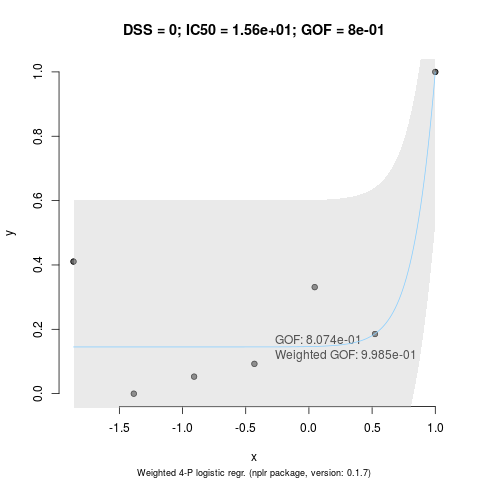 DSS = 0; IC50 = 1.56e+01; GOF = 8e-01
1.0
0.8
0.6
y
0.4
0.2
GOF: 8.074e-01
Weighted GOF: 9.985e-01
0.0
-1.5 -1.0 -0.5 0.0 0.5 1.0
x
Weighted 4-P logistic regr. (nplr package, version: 0.1.7)